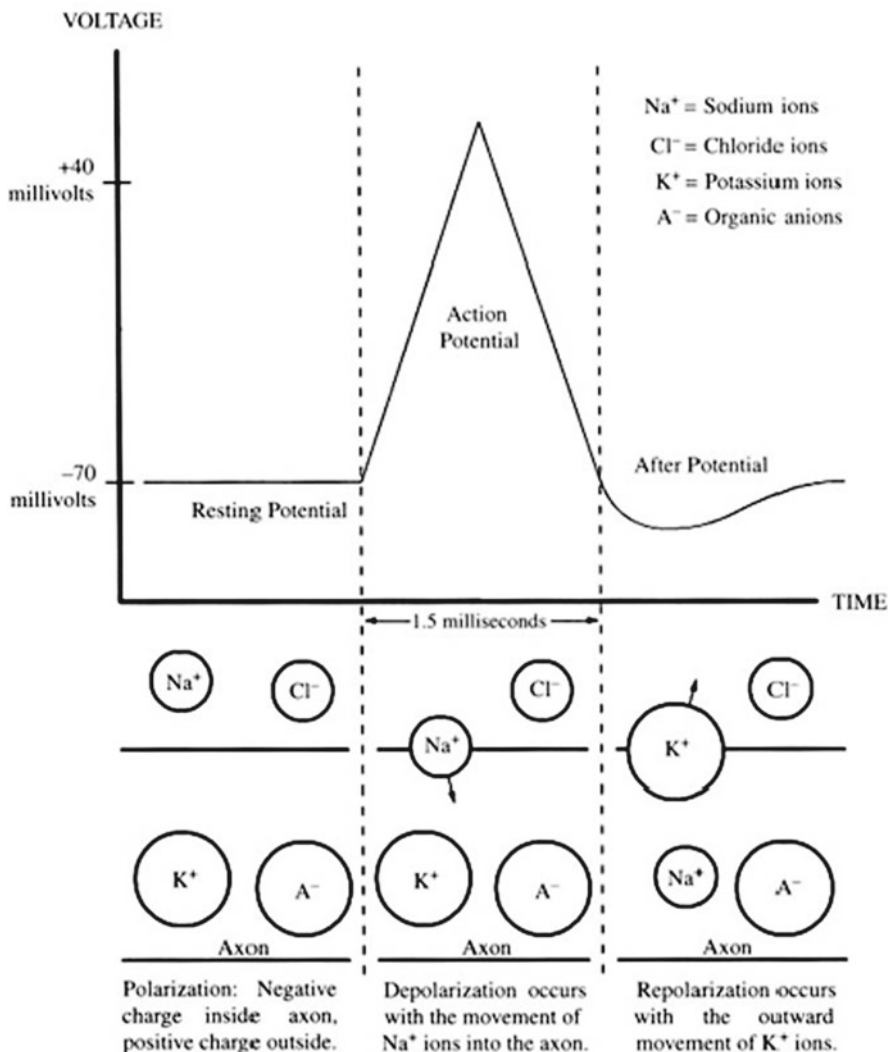 VOLTAGE
+40
millivolts
Na⁺ = Sodium ions
Cl⁻ = Chloride ions
K⁺ = Potassium ions
A⁻ = Organic anions
Action
Potential
−70
millivolts
Resting Potential
After Potential
TIME
1.5 milliseconds
Na⁺
Cl⁻
K⁺
A⁻
Axon
Cl⁻
Na⁺
K⁺
A⁻
Axon
Cl⁻
K⁺
Na⁺
A⁻
Axon
Polarization: Negative
charge inside axon,
positive charge outside.
Depolarization occurs
with the movement of
Na⁺ ions into the axon.
Repolarization occurs
with the outward
movement of K⁺ ions.